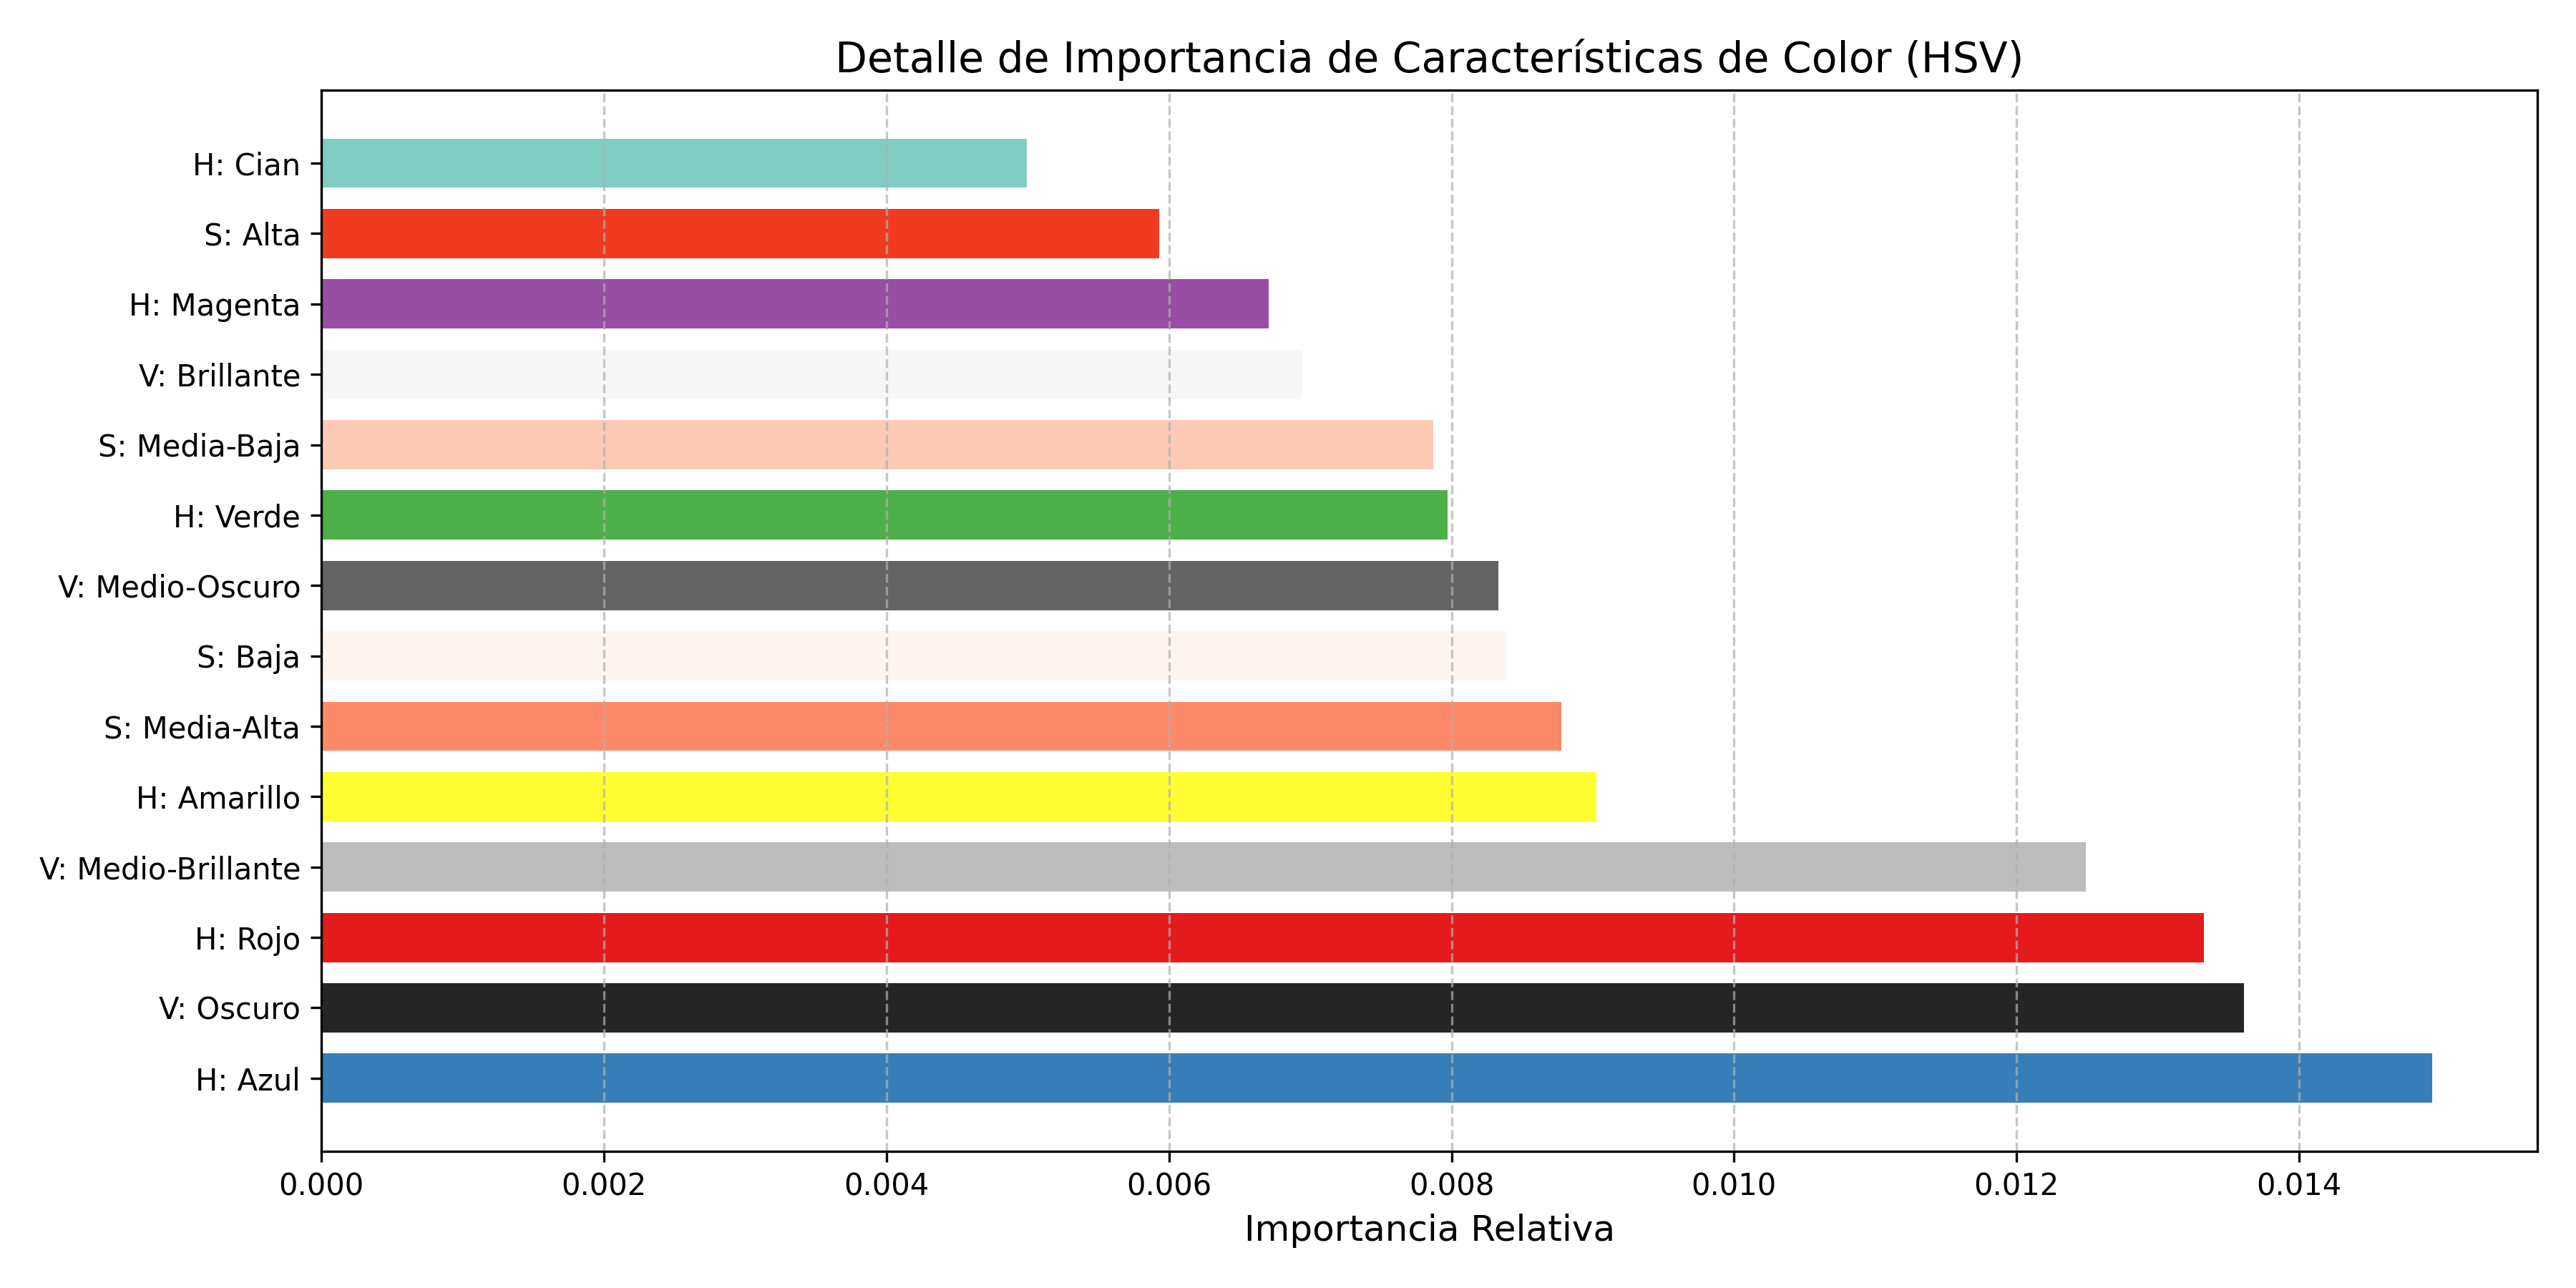 Detalle de Importancia de Características de Color (HSV)
H: Cian
S: Alta
H: Magenta
V: Brillante
S: Media-Baja
H: Verde
V: Medio-Oscuro
S: Baja
S: Media-Alta
H: Amarillo
V: Medio-Brillante
H: Rojo
V: Oscuro
H: Azul
0.000 0.002 0.004 0.006 0.008 0.010 0.012 0.014
Importancia Relativa